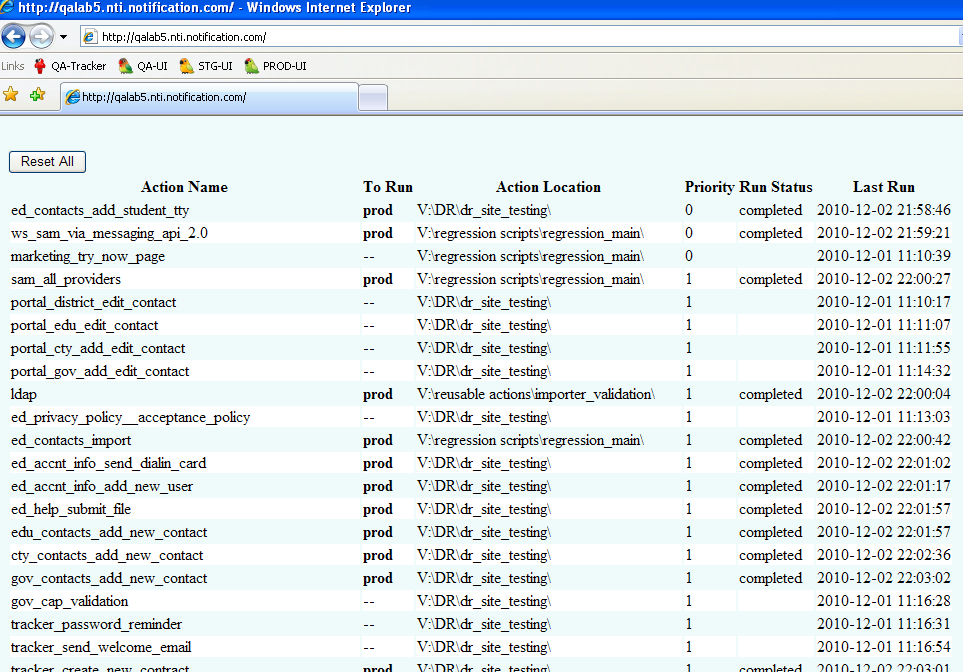 http://qalab5.nti.notification.com/ - Windows Internet Explorer
http://qalab5.nti.notification.com/
Links QA-Tracker QA-UI STG-UI PROD-UI
http://qalab5.nti.notification.com/
Reset All
Action Name To Run Action Location Priority Run Status Last Run
ed_contacts_add_student_tty prod V:\DR\dr_site_testing\ 0 completed 2010-12-02 21:58:46
ws_sam_via_messaging_api_2.0 prod V:\regression scripts\regression_main\ 0 completed 2010-12-02 21:59:21
marketing_try_now_page -- V:\regression scripts\regression_main\ 0 2010-12-01 11:10:39
sam_all_providers prod V:\regression scripts\regression_main\ 1 completed 2010-12-02 22:00:27
portal_district_edit_contact -- V:\DR\dr_site_testing\ 1 2010-12-01 11:10:17
portal_edu_edit_contact -- V:\DR\dr_site_testing\ 1 2010-12-01 11:11:07
portal_cty_add_edit_contact -- V:\DR\dr_site_testing\ 1 2010-12-01 11:11:55
portal_gov_add_edit_contact -- V:\DR\dr_site_testing\ 1 2010-12-01 11:14:32
ldap prod V:\reusable actions\importer_validation\ 1 completed 2010-12-02 22:00:04
ed_privacy_policy__acceptance_policy -- V:\DR\dr_site_testing\ 1 2010-12-01 11:13:03
ed_contacts_import prod V:\regression scripts\regression_main\ 1 completed 2010-12-02 22:00:42
ed_accnt_info_send_dialin_card prod V:\DR\dr_site_testing\ 1 completed 2010-12-02 22:01:02
ed_accnt_info_add_new_user prod V:\DR\dr_site_testing\ 1 completed 2010-12-02 22:01:17
ed_help_submit_file prod V:\DR\dr_site_testing\ 1 completed 2010-12-02 22:01:57
edu_contacts_add_new_contact prod V:\DR\dr_site_testing\ 1 completed 2010-12-02 22:01:57
cty_contacts_add_new_contact prod V:\DR\dr_site_testing\ 1 completed 2010-12-02 22:02:36
gov_contacts_add_new_contact prod V:\DR\dr_site_testing\ 1 completed 2010-12-02 22:03:02
gov_cap_validation -- V:\DR\dr_site_testing\ 1 2010-12-01 11:16:28
tracker_password_reminder -- V:\DR\dr_site_testing\ 1 2010-12-01 11:16:31
tracker_send_welcome_email -- V:\DR\dr_site_testing\ 1 2010-12-01 11:16:54
tracker_create_new_contract prod V:\DR\dr_site_testing\ 1 completed 2010-12-02 22:03:01